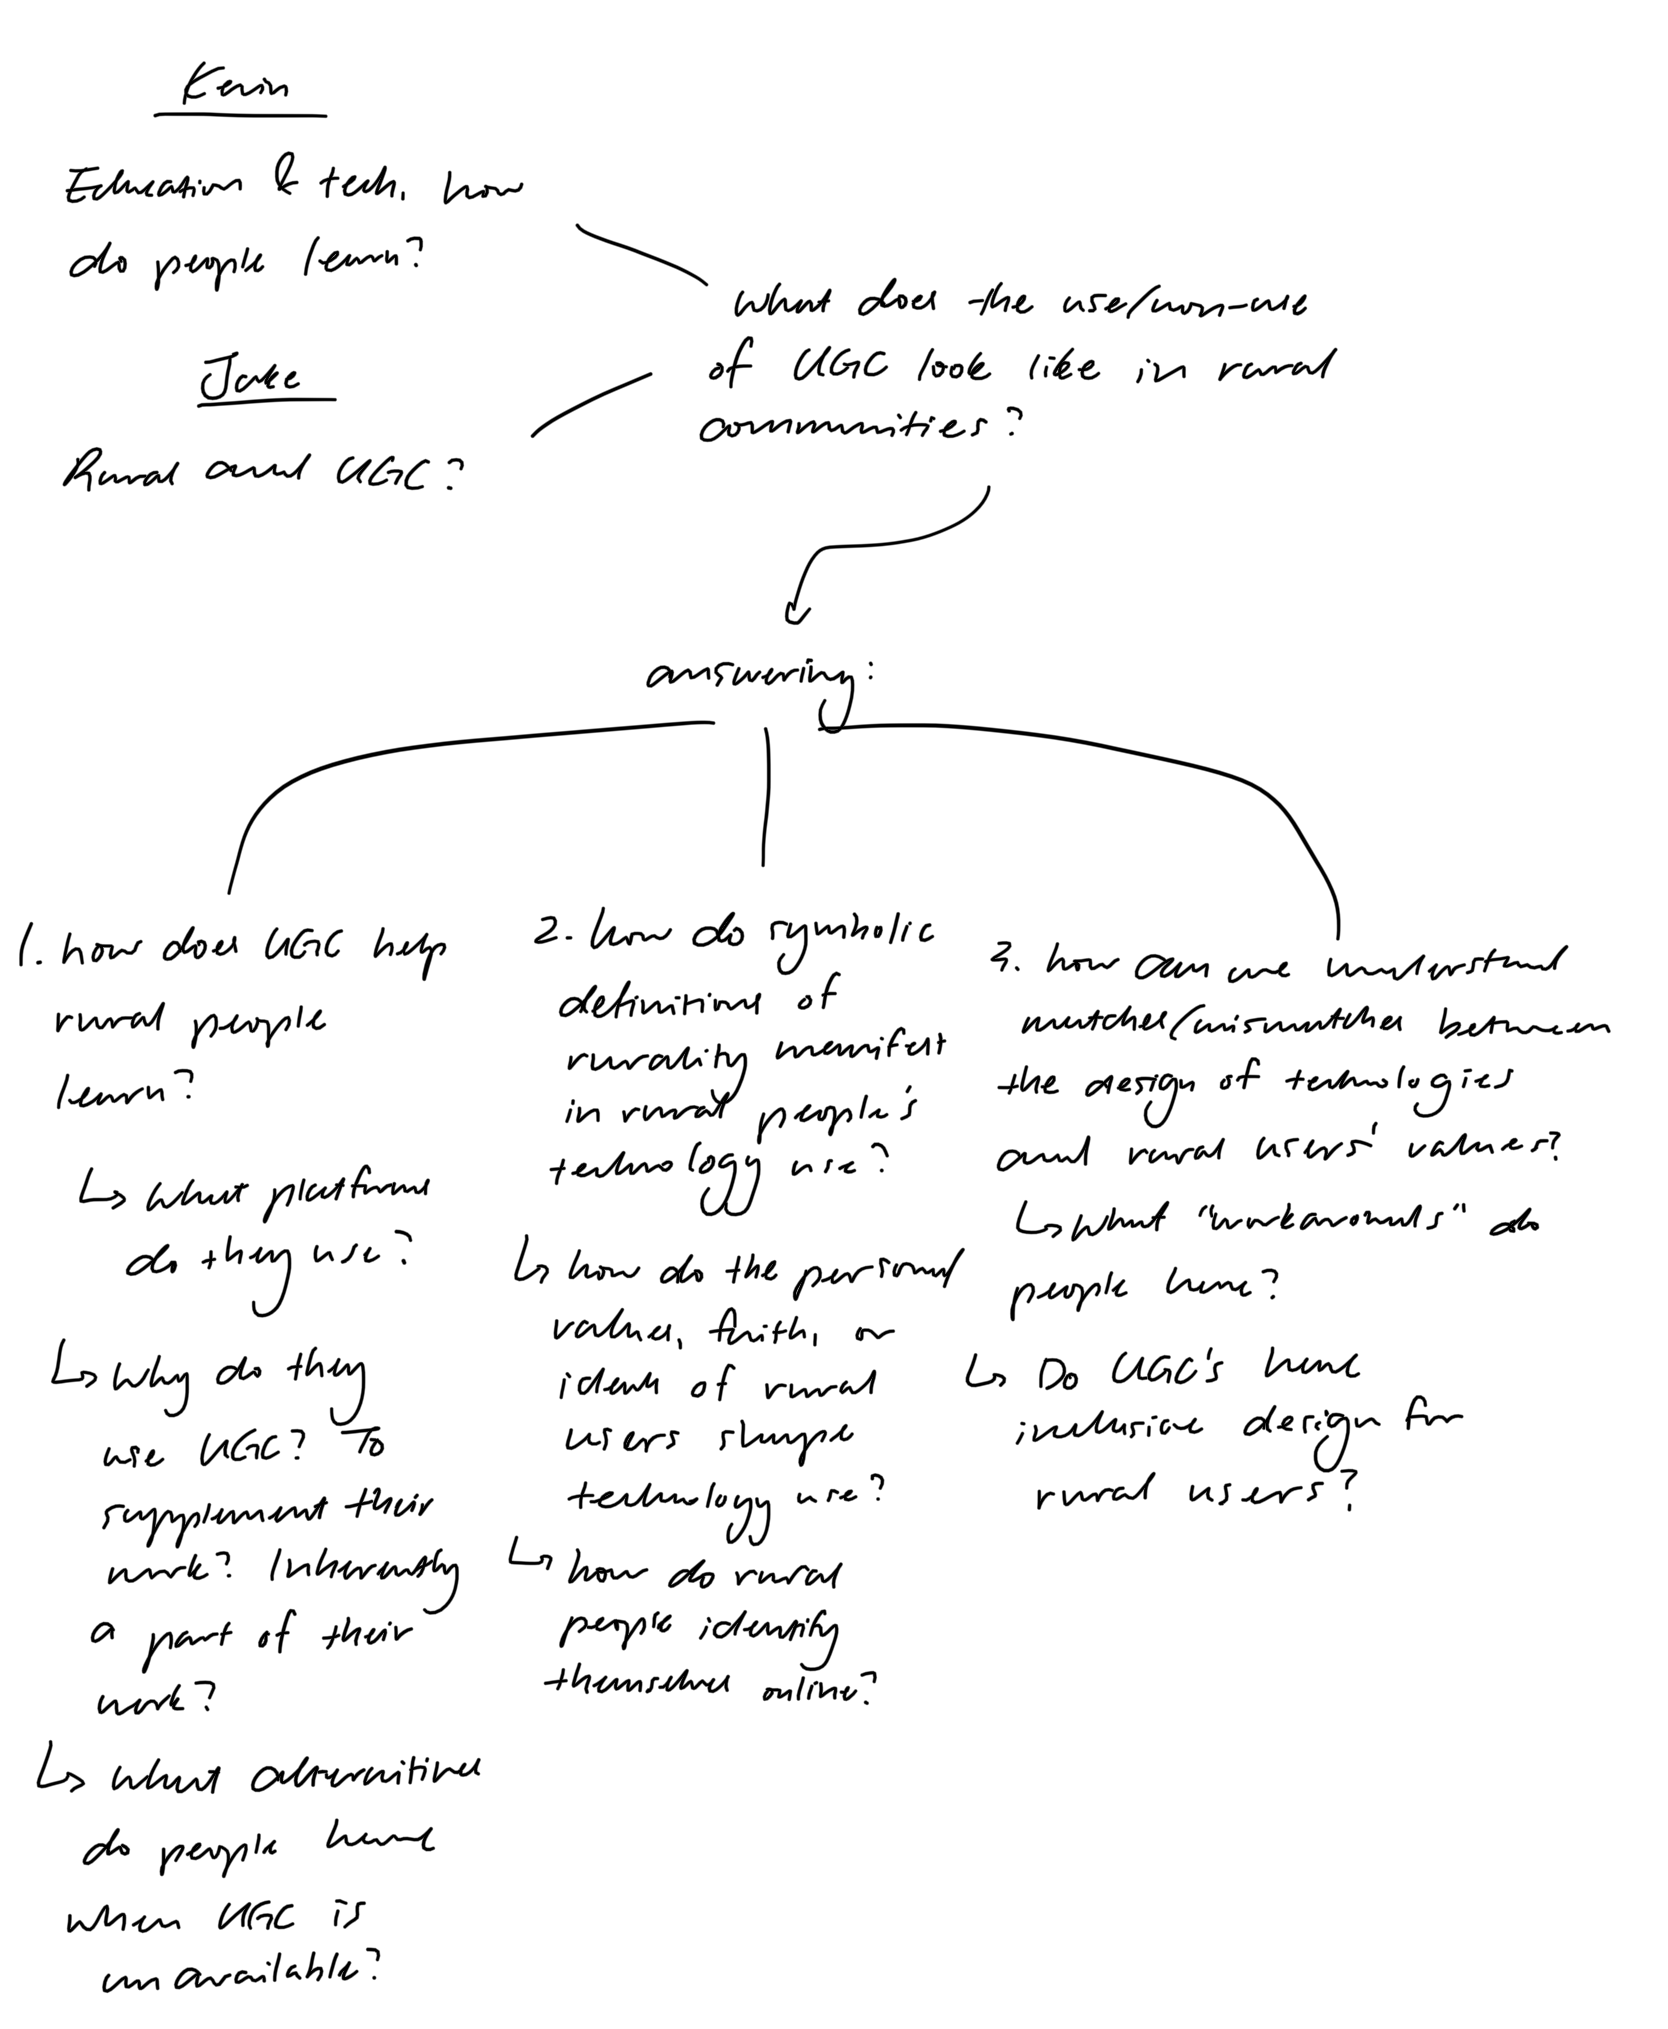 Kevin
Education & tech, how
do people learn?
Jake
Rural and UGC?
what does the use/non-use
of UGC look like in rural
communities?
answering:
1. how does UGC help
rural people
learn?
↳ what platforms
do they use?
↳ why do they
use UGC? To
supplement their
work? Inherently
a part of their
work?
↳ what alternitives
do people have
when UGC is
unavailable?
2. how do symbolic
definitions of
rurality manifest
in rural people's
technology use?
↳ how do the personal
values, faith, or
ideals of rural
users shape
technology use?
↳ how do rural
people identify
themselves online?
3. how can we understand
matches/mismatches between
the design of technologies
and rural users' values?
↳ what "workarounds" do
people have?
↳ Do UGC's have
inclusive design for
rural users?